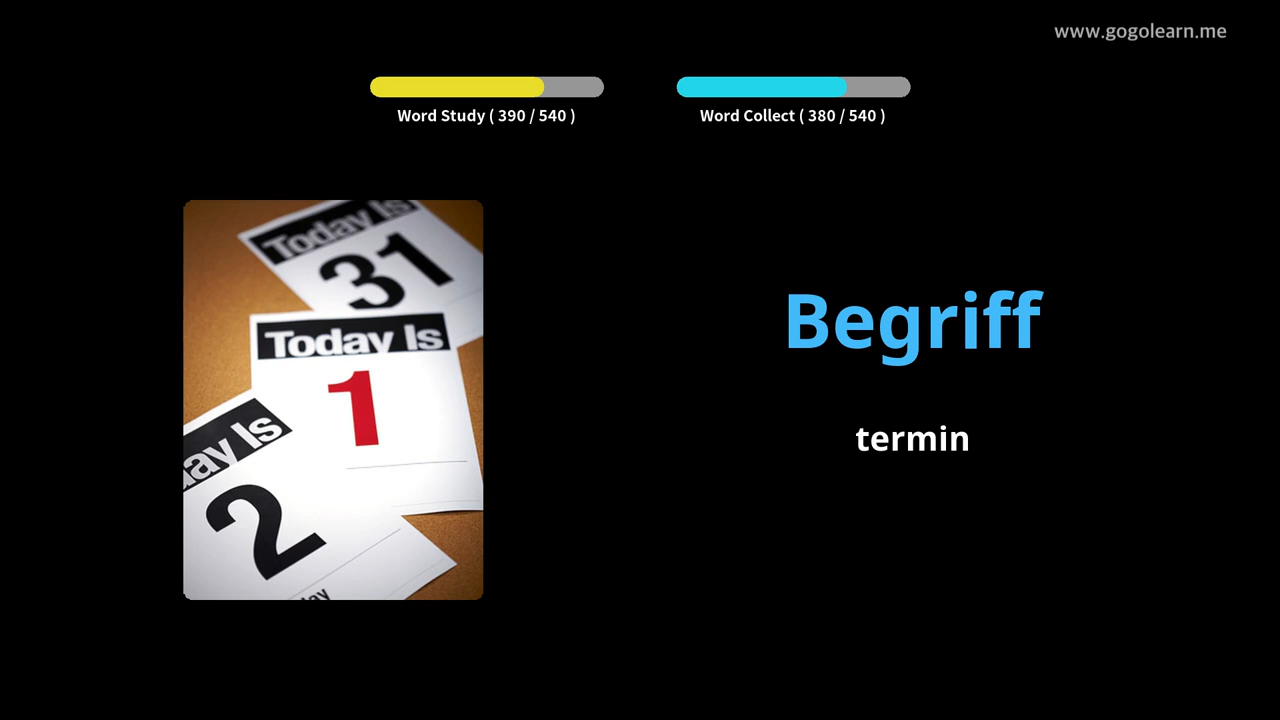 www.gogolearn.me
Word Study ( 390 / 540 )
Word Collect ( 380 / 540 )
Today Is
31
Today Is
1
day Is
2
Begriff
termin